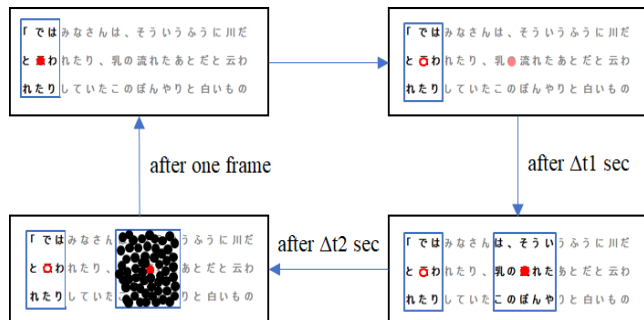 「ではみなさんは、そういうふうに川だ
とわれたり、乳の流れたあとだと云わ
れたりしていたこのぼんやりと白いもの
「ではみなさんは、そういうふうに川だ
とわれたり、乳流れたあとだと云わ
れたりしていたこのぼんやりと白いもの
after one frame
after Δt1 sec
「ではみなさん ふうに川だ
とわれたり、 あとだと云わ
れたりしていた と白いもの
after Δt2 sec
「ではみなさんは、そういうふうに川だ
とわれたり、乳のれたあとだと云わ
れたりしていたこのぼんやりと白いもの